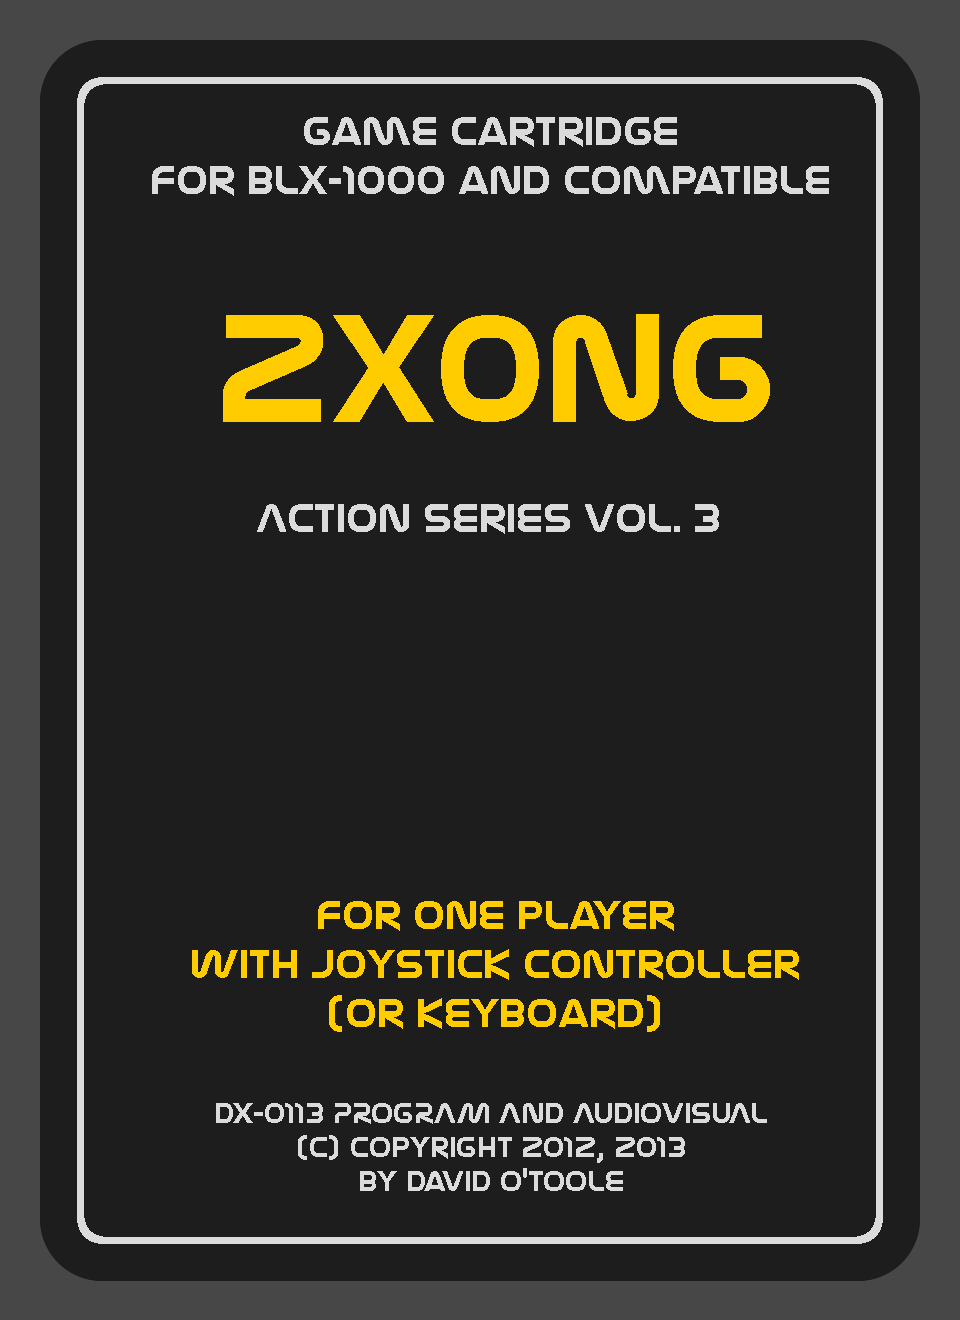 GAME CARTRIDGE
FOR BLX-1000 AND COMPATIBLE
2XONG
ACTION SERIES VOL. 3
FOR ONE PLAYER
WITH JOYSTICK CONTROLLER
(OR KEYBOARD)
DX-0113 PROGRAM AND AUDIOVISUAL
(C) COPYRIGHT 2012, 2013
BY DAVID O'TOOLE